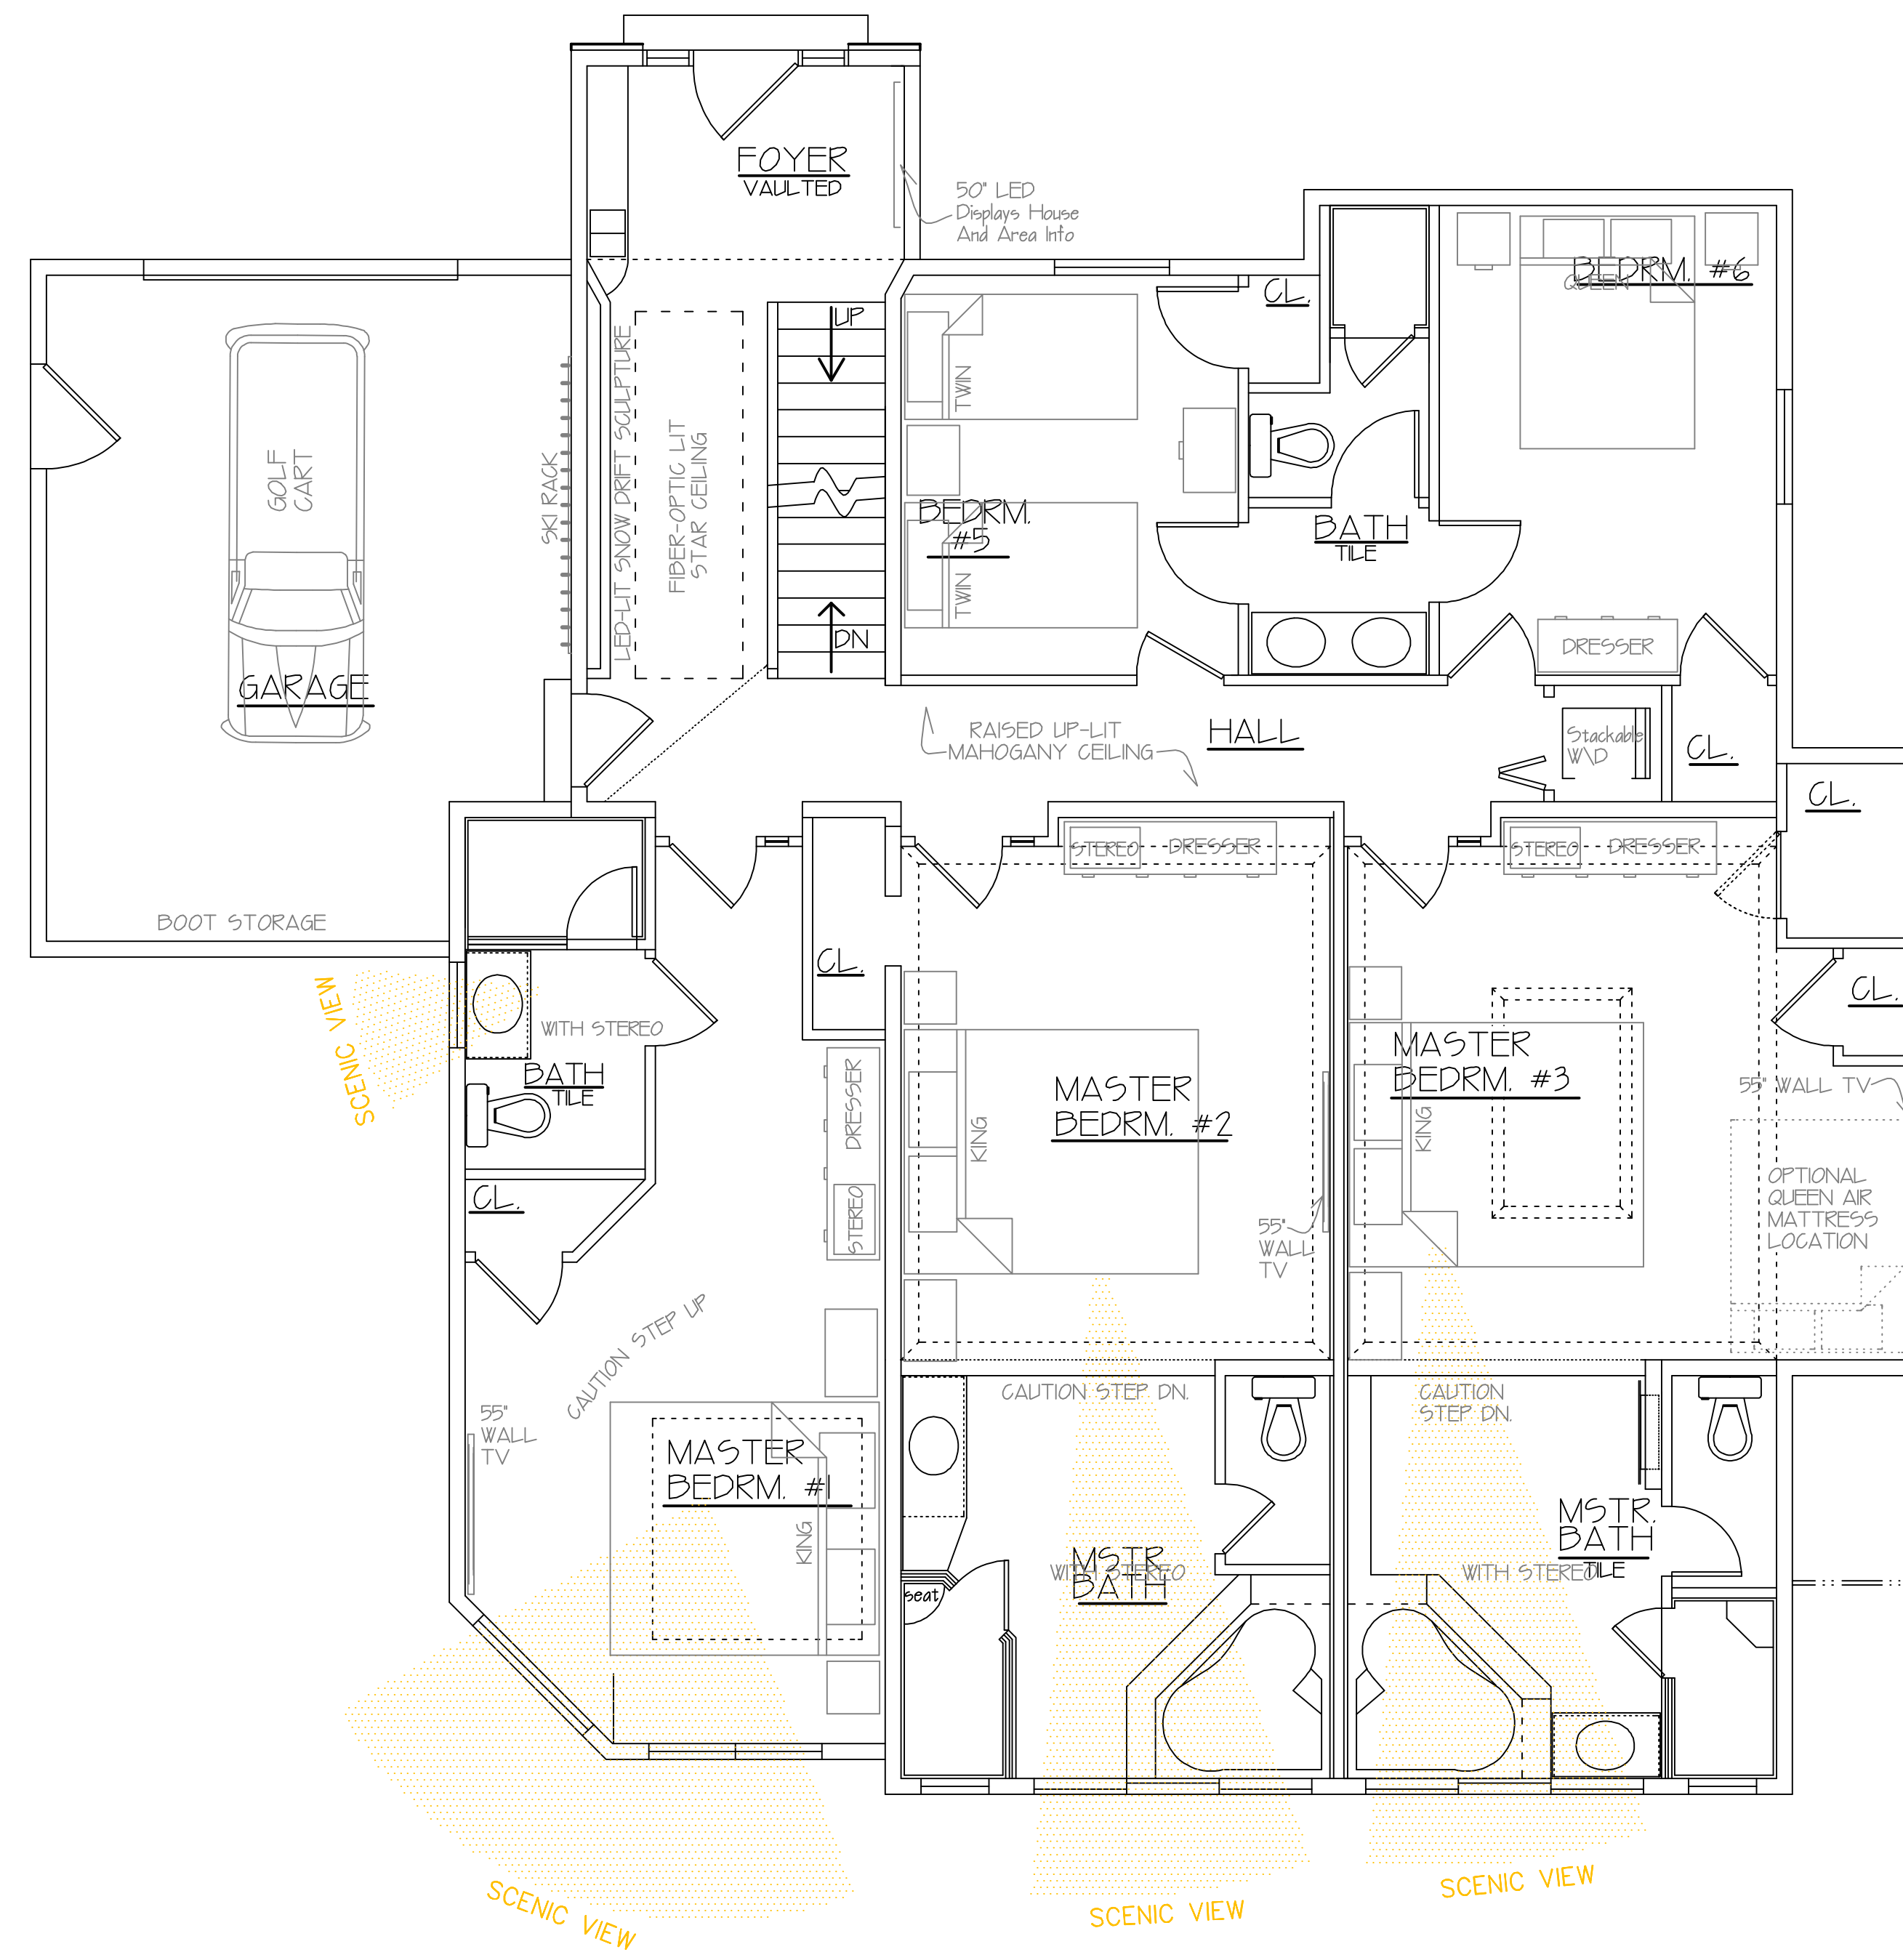 FOYER
VAULTED
50" LED
Displays House
And Area Info
UP
CL.
BEDRM. #6
QUEEN
TWIN
LED-LIT SNOW DRIFT SCULPTURE
FIBER-OPTIC LIT
STAR CEILING
SKI RACK
GOLF
CART
BEDRM.
#5
TWIN
BATH
TILE
DN
DRESSER
GARAGE
RAISED UP-LIT
MAHOGANY CEILING
HALL
Stackable
W\D
CL.
CL.
STEREO
DRESSER
STEREO
DRESSER
BOOT STORAGE
CL.
CL.
SCENIC VIEW
WITH STEREO
BATH
TILE
DRESSER
STEREO
MASTER
BEDRM. #2
KING
MASTER
BEDRM. #3
KING
55" WALL TV
OPTIONAL
QUEEN AIR
MATTRESS
LOCATION
CL.
55"
WALL
TV
CAUTION STEP UP
CAUTION STEP DN.
CAUTION
STEP DN.
55"
WALL
TV
MASTER
BEDRM. #1
KING
MSTR.
BATH
WITH STEREO
seat
MSTR.
BATH
TILE
WITH STEREO
SCENIC VIEW
SCENIC VIEW
SCENIC VIEW